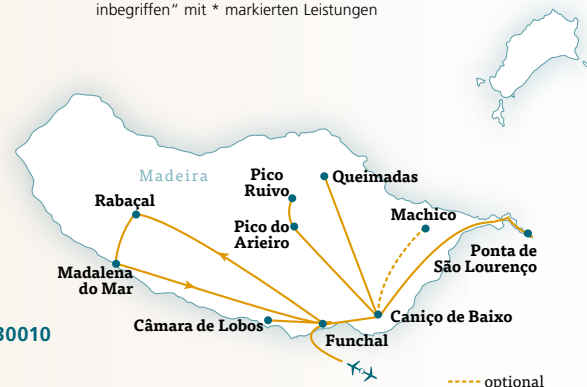 inbegriffen“ mit * markierten Leistungen
Madeira
Pico
Ruivo
Queimadas
Rabaçal
Machico
Pico do
Arieiro
Ponta de
São Lourenço
Madalena
do Mar
Caniço de Baixo
Câmara de Lobos
Funchal
30010
optional